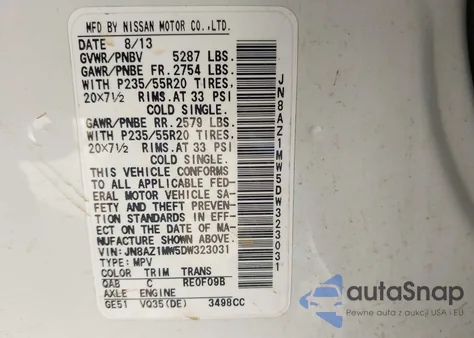 MFD BY NISSAN MOTOR CO.,LTD.
DATE 8/13
GVWR/PNBV 5287 LBS.
GAWR/PNBE FR. 2754 LBS.
WITH P235/55R20 TIRES,
20X7½ RIMS.AT 33 PSI
COLD SINGLE.
GAWR/PNBE RR. 2579 LBS.
WITH P235/55R20 TIRES,
20X7½ RIMS.AT 33 PSI
COLD SINGLE.
THIS VEHICLE CONFORMS
TO ALL APPLICABLE FED-
ERAL MOTOR VEHICLE SA-
FETY AND THEFT PREVEN-
TION STANDARDS IN EFF-
ECT ON THE DATE OF MA-
NUFACTURE SHOWN ABOVE.
VIN:JN8AZ1MW5DW323031
TYPE:MPV
COLOR TRIM TRANS
QAB C RE0F09B
AXLE ENGINE
GE51 VQ35(DE) 3498CC
JN8AZ1MW5DW323031
autoSnap
Pewne auta z USA i EU